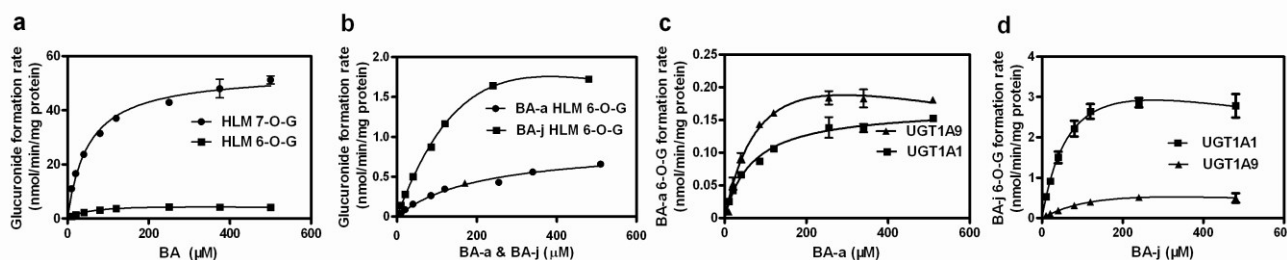 a
Glucuronide formation rate
(nmol/min/mg protein)
60
40
20
0
HLM 7-O-G
HLM 6-O-G
0 200 400 600
BA (μM)
b
Glucuronide formation rate
(nmol/min/mg protein)
2.0
1.5
1.0
0.5
0.0
BA-a HLM 6-O-G
BA-j HLM 6-O-G
0 200 400 600
BA-a & BA-j (μM)
c
BA-a 6-O-G formation rate
(nmol/min/mg protein)
0.25
0.20
0.15
0.10
0.05
0.00
UGT1A9
UGT1A1
0 200 400 600
BA-a (μM)
d
BA-j 6-O-G formation rate
(nmol/min/mg protein)
4
3
2
1
0
UGT1A1
UGT1A9
0 200 400 60
BA-j (μM)